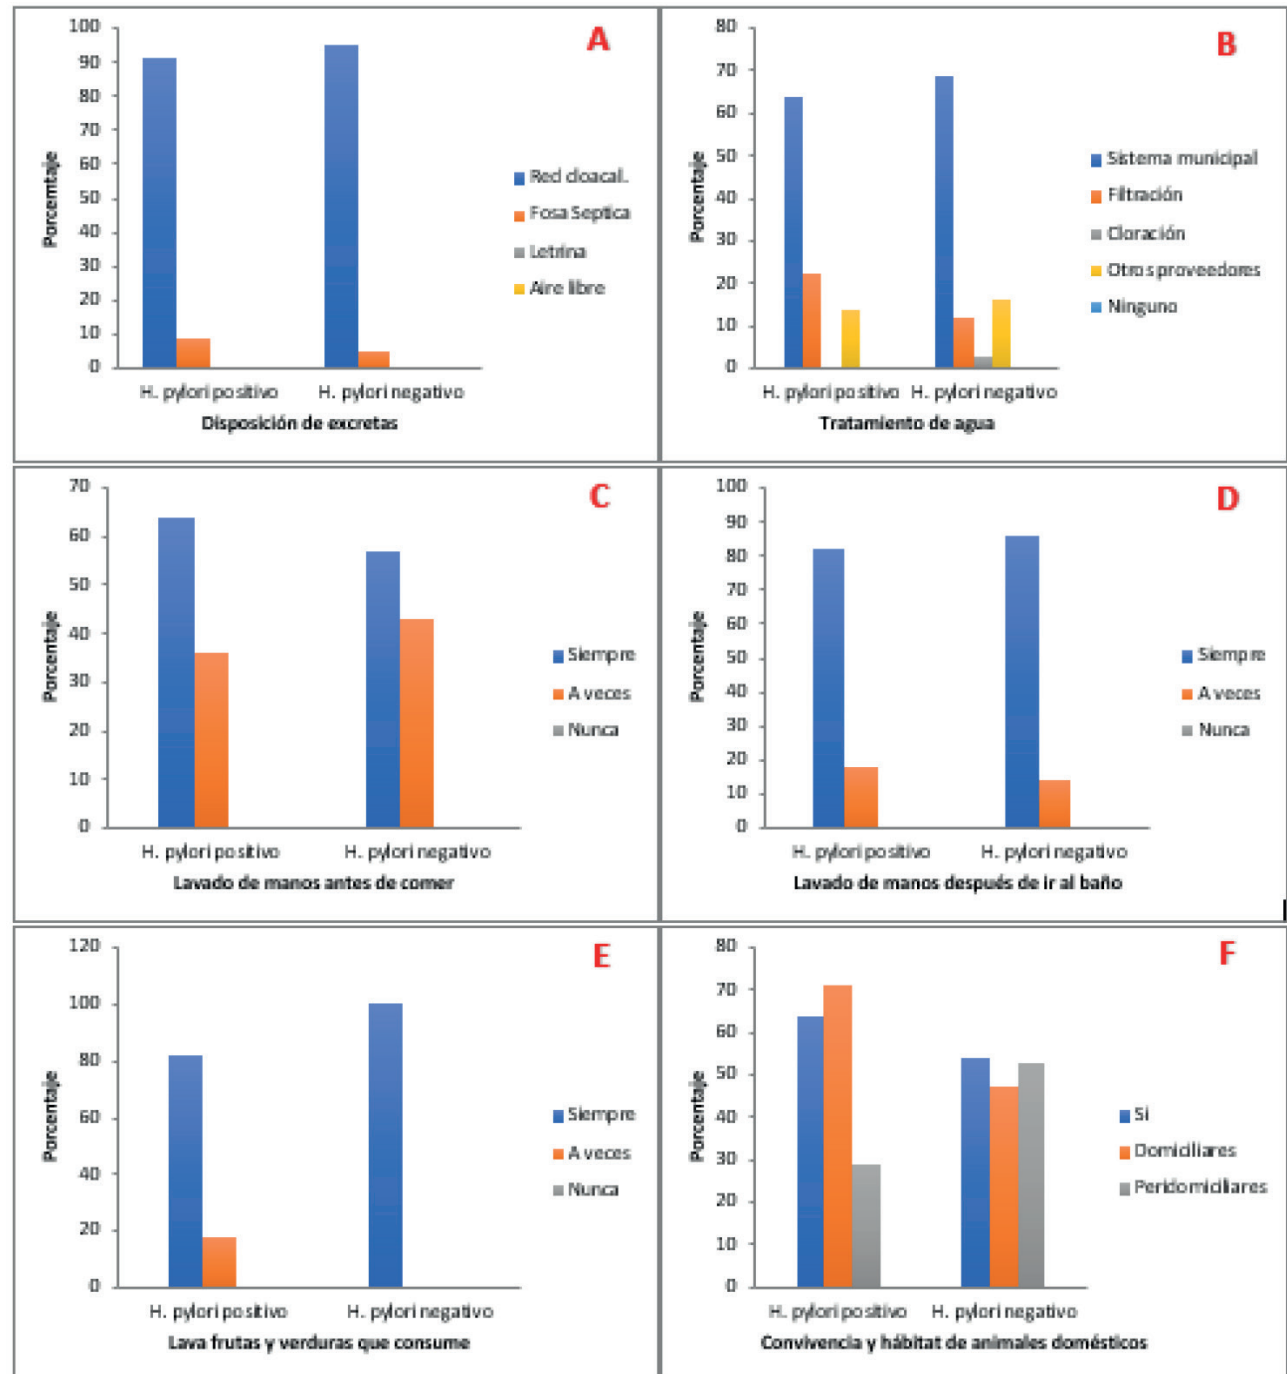 A
Porcemtaje
100
90
80
70
60
50
40
30
20
10
0
H. pylori positivo
H. pylori negativo
Disposición de excretas
Red cloacal.
Fosa Septica
Letrina
Aire libre
B
Porcentaje
80
70
60
50
40
30
20
10
0
H. pylori positivo
H. pylori negativo
Tratamiento de agua
Sistema municipal
Filtración
Cloración
Otros proveedores
Ninguno
C
Porcentaje
70
60
50
40
30
20
10
0
H. pylori positivo
H. pylori negativo
Lavado de manos antes de comer
Siempre
A veces
Nunca
D
Porcentaje
100
90
80
70
60
50
40
30
20
10
0
H. pylori positivo
H. pylori negativo
Lavado de manos después de ir al baño
Siempre
A veces
Nunca
E
Porcentaje
120
100
80
60
40
20
0
H. pylori positivo
H. pylori negativo
Lava frutas y verduras que consume
Siempre
A veces
Nunca
F
Porcentaje
80
70
60
50
40
30
20
10
0
H. pylori positivo
H. pylori negativo
Convivencia y hábitat de animales domésticos
Si
Domiciliares
Peridomiciliares